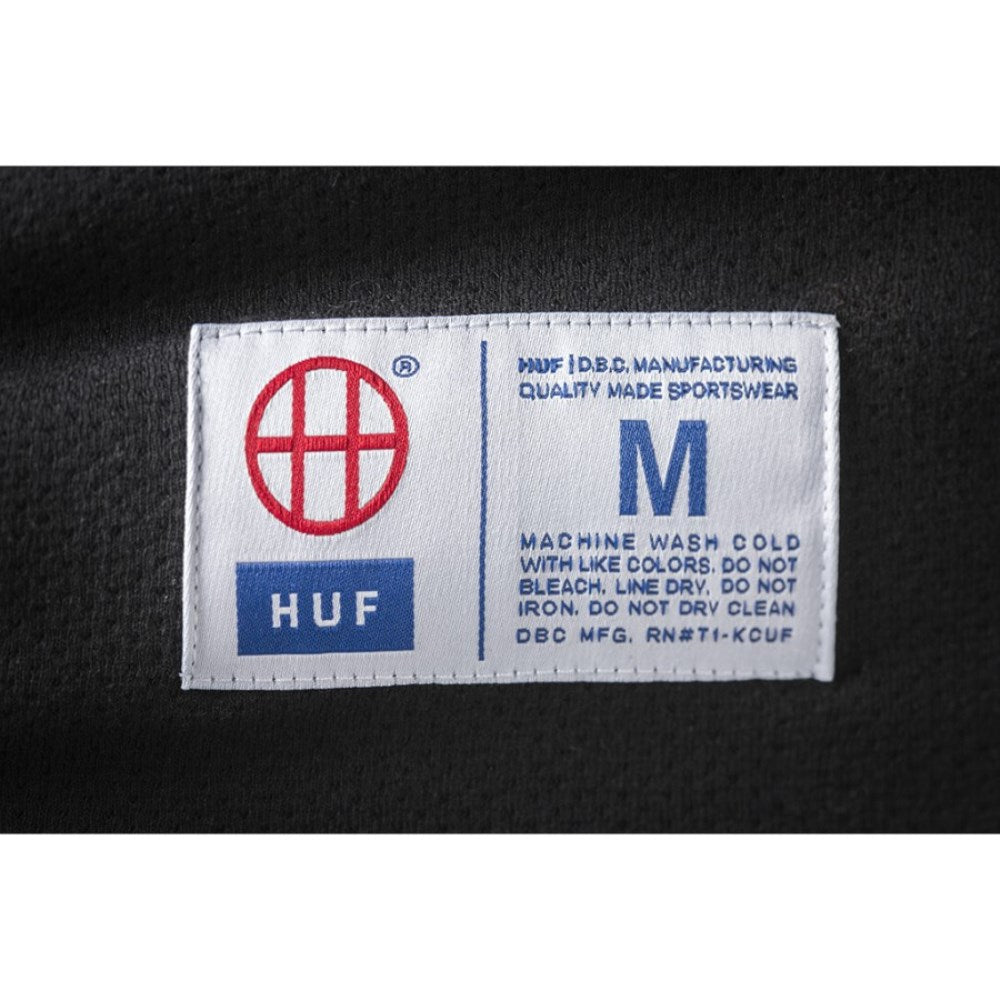 ®
HUF
HUF | D.B.C. MANUFACTURING
QUALITY MADE SPORTSWEAR
M
MACHINE WASH COLD
WITH LIKE COLORS. DO NOT
BLEACH. LINE DRY. DO NOT
IRON. DO NOT DRY CLEAN
DBC MFG. RN#T1-KCUF